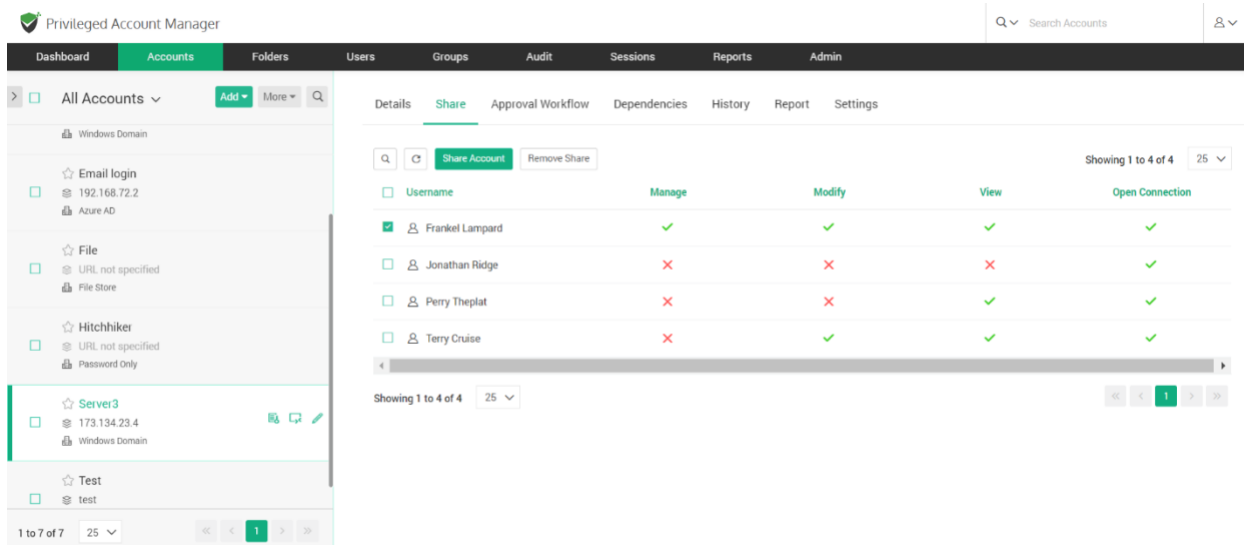 Privileged Account Manager
Search Accounts
Dashboard Accounts Folders Users Groups Audit Sessions Reports Admin
All Accounts Add More
Windows Domain
Email login
192.168.72.2
Azure AD
File
URL not specified
File Store
Hitchhiker
URL not specified
Password Only
Server3
173.134.23.4
Windows Domain
Test
test
1 to 7 of 7 25 1
Details Share Approval Workflow Dependencies History Report Settings
Share Account Remove Share Showing 1 to 4 of 4 25
Username Manage Modify View Open Connection
Frankel Lampard
Jonathan Ridge
Perry Theplat
Terry Cruise
Showing 1 to 4 of 4 25 1